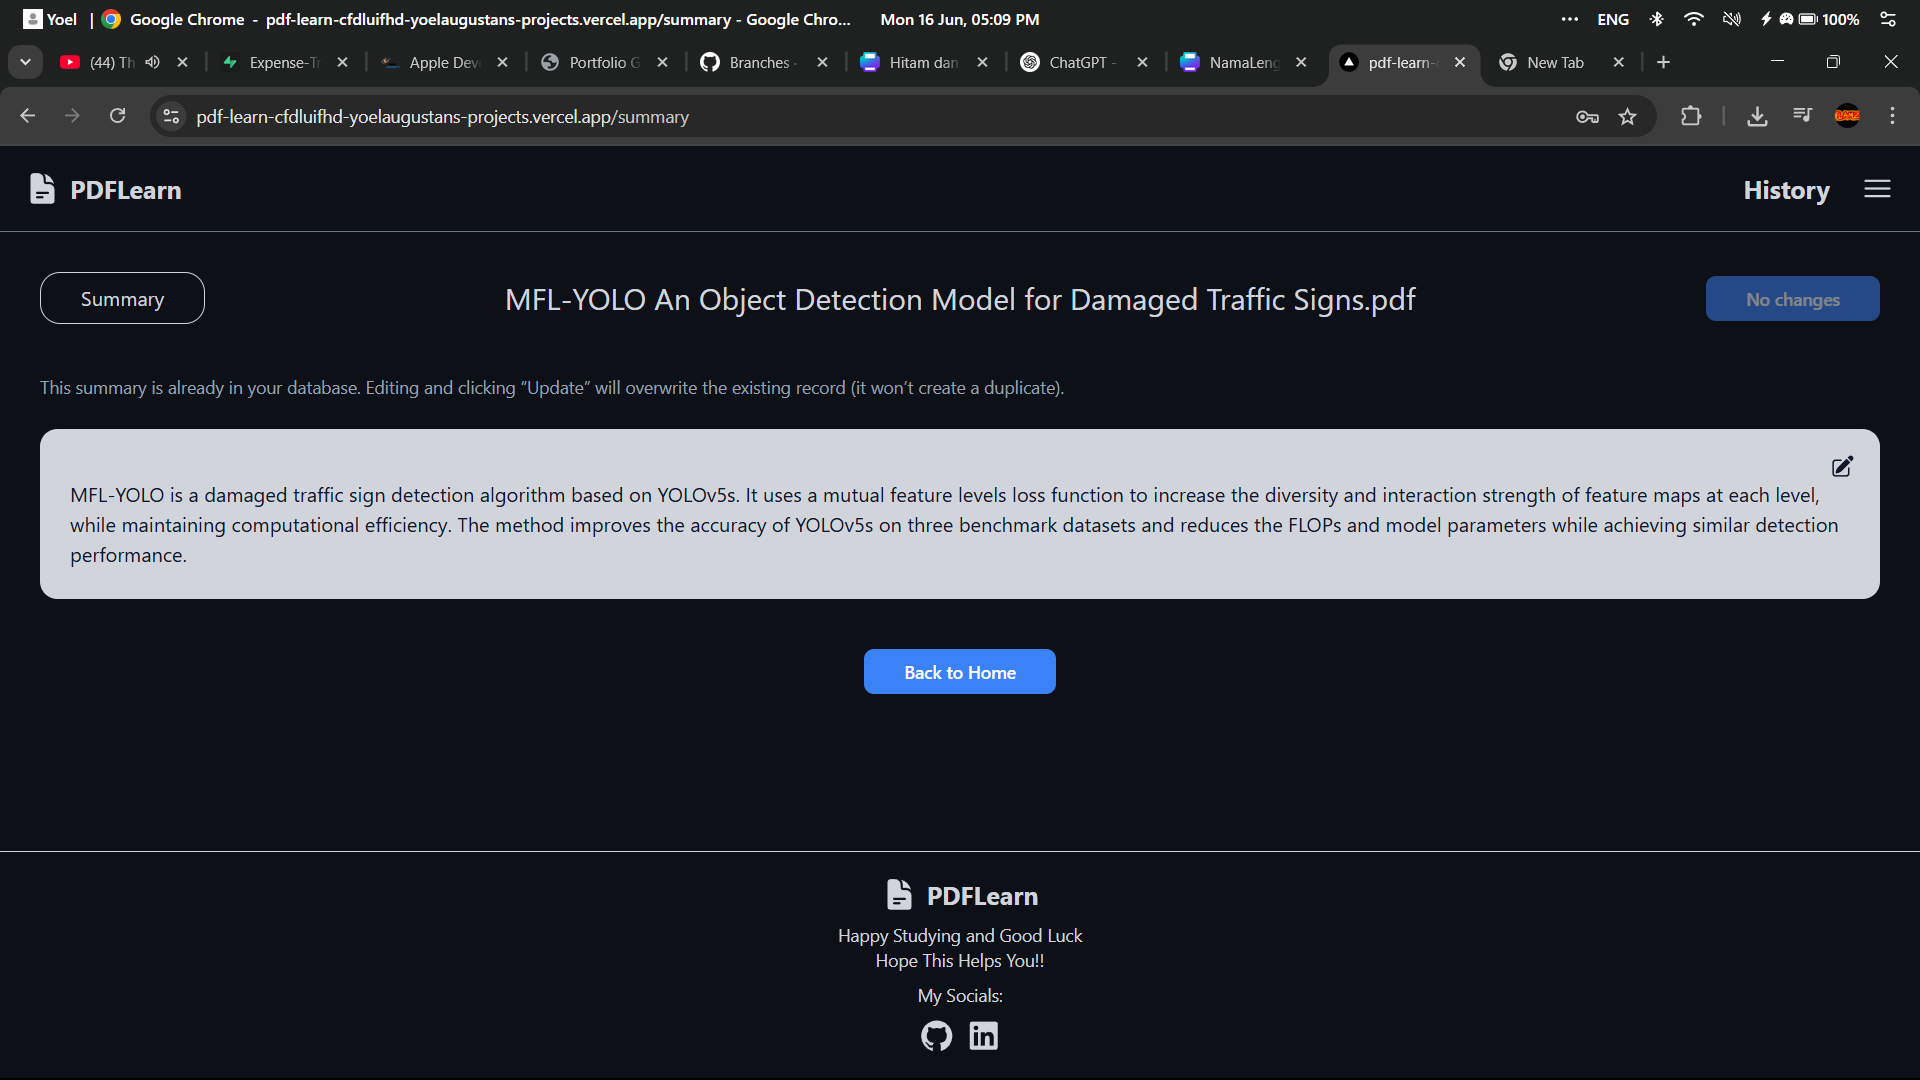 Yoel | Google Chrome - pdf-learn-cfdluifhd-yoelaugustans-projects.vercel.app/summary - Google Chro... Mon 16 Jun, 05:09 PM ENG 100%
(44) Th Expense-Tr Apple Deve Portfolio G Branches - Hitam dan ChatGPT - NamaLeng pdf-learn- New Tab
pdf-learn-cfdluifhd-yoelaugustans-projects.vercel.app/summary
PDFLearn History
Summary MFL-YOLO An Object Detection Model for Damaged Traffic Signs.pdf No changes
This summary is already in your database. Editing and clicking “Update” will overwrite the existing record (it won’t create a duplicate).
MFL-YOLO is a damaged traffic sign detection algorithm based on YOLOv5s. It uses a mutual feature levels loss function to increase the diversity and interaction strength of feature maps at each level,
while maintaining computational efficiency. The method improves the accuracy of YOLOv5s on three benchmark datasets and reduces the FLOPs and model parameters while achieving similar detection
performance.
Back to Home
PDFLearn
Happy Studying and Good Luck
Hope This Helps You!!
My Socials: